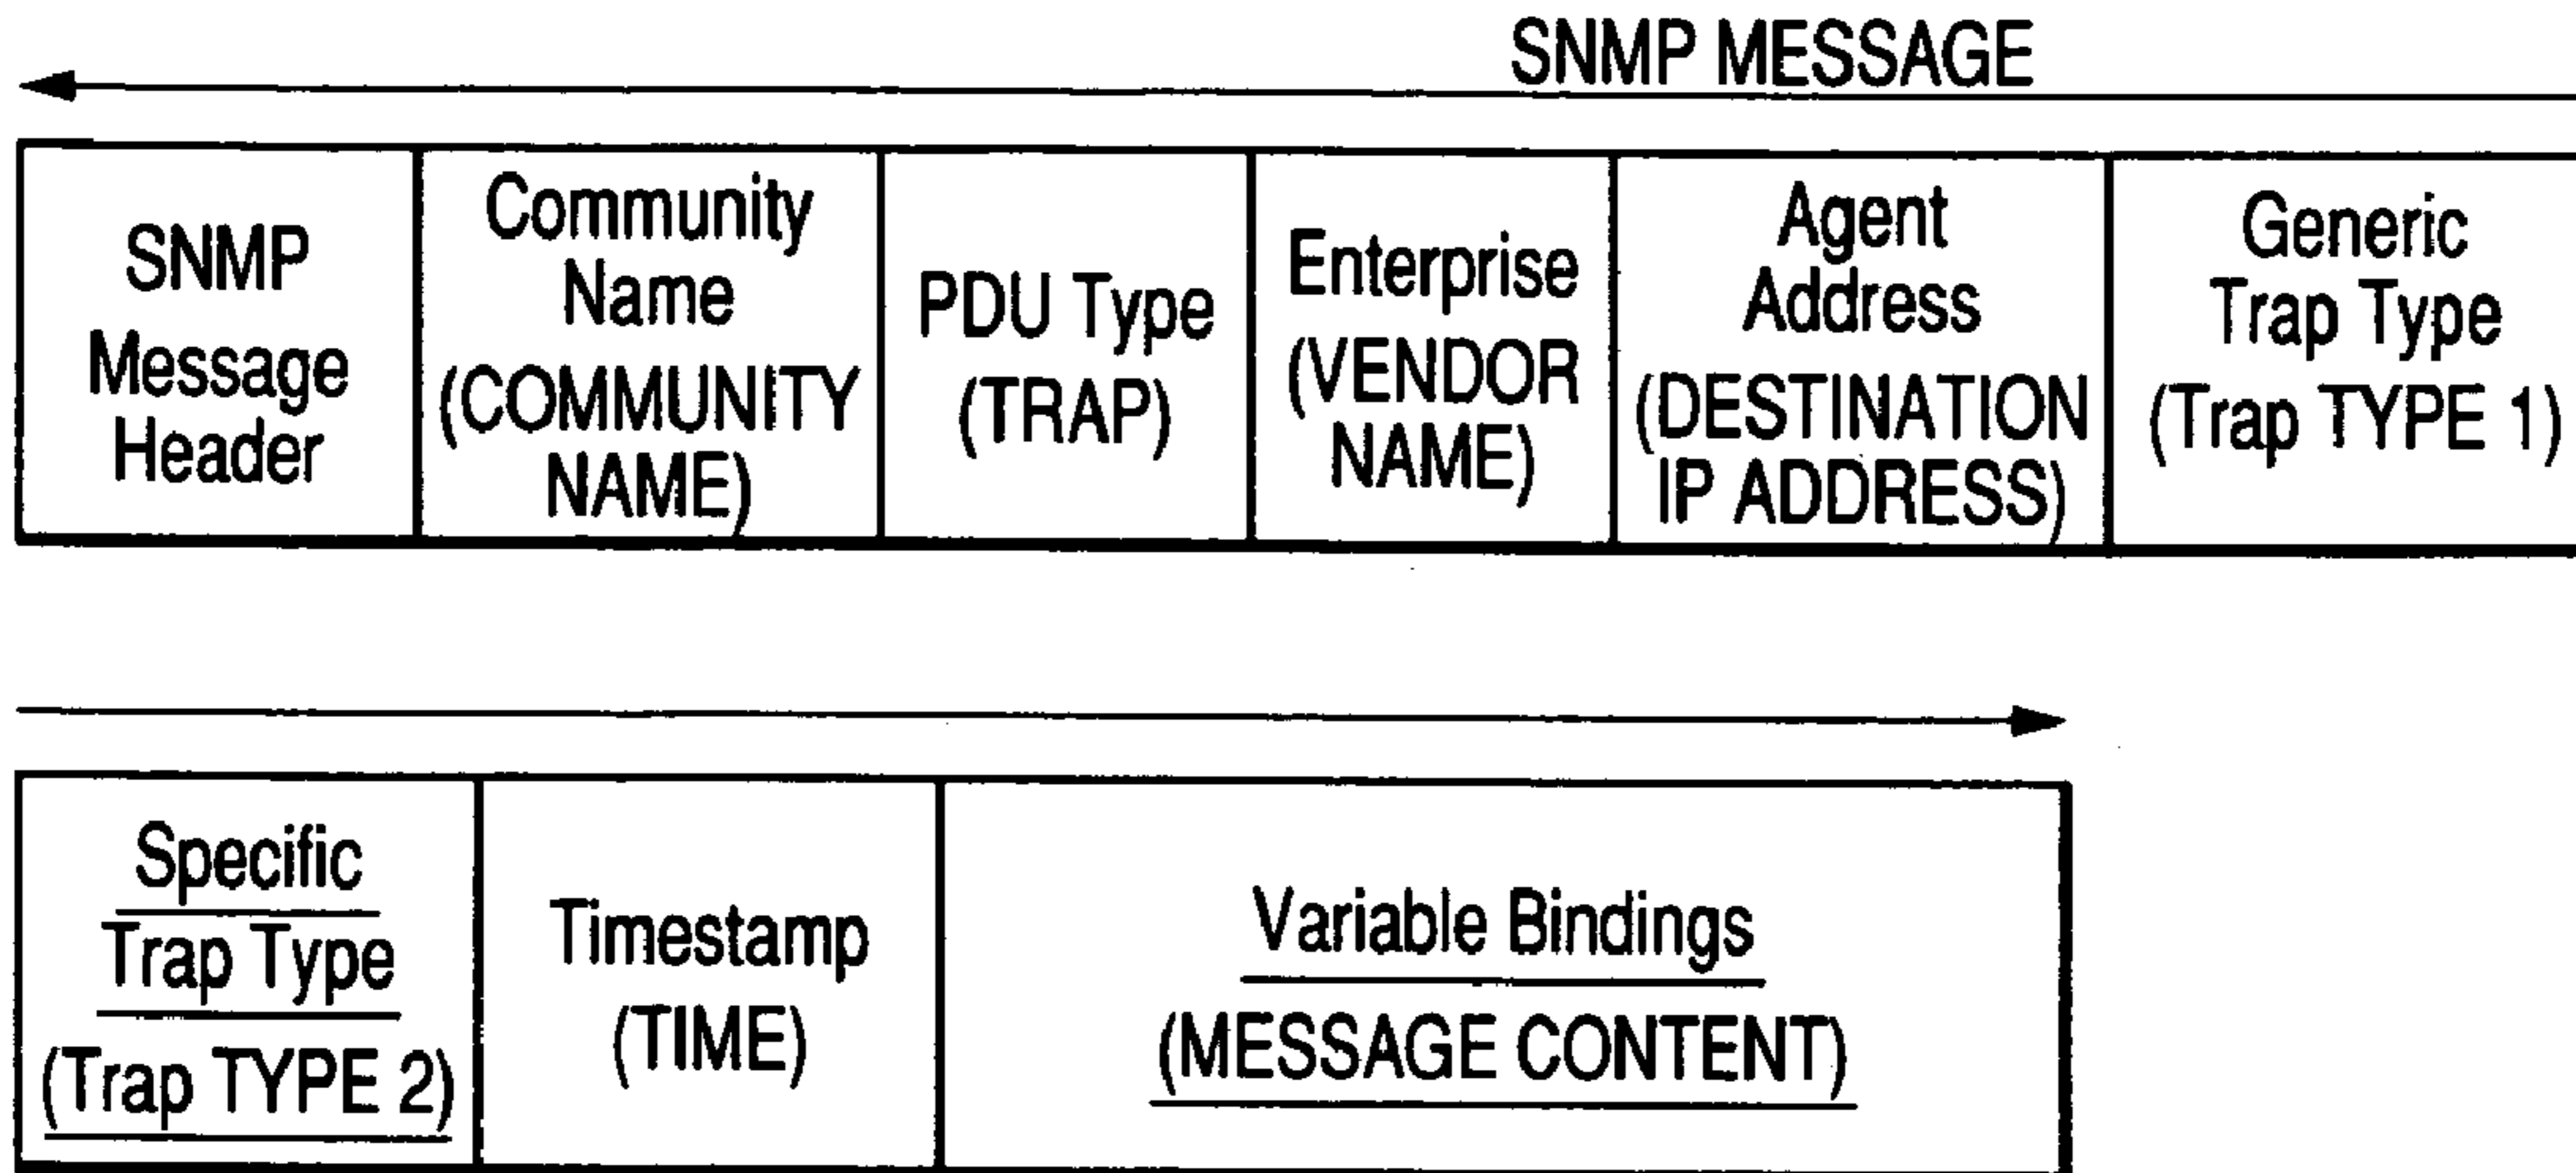 SNMP MESSAGE
SNMP
Message
Header
Community
Name
(COMMUNITY
NAME)
PDU Type
(TRAP)
Enterprise
(VENDOR
NAME)
Agent
Address
(DESTINATION
IP ADDRESS)
Generic
Trap Type
(Trap TYPE 1)
Specific
Trap Type
(Trap TYPE 2)
Timestamp
(TIME)
Variable Bindings
(MESSAGE CONTENT)